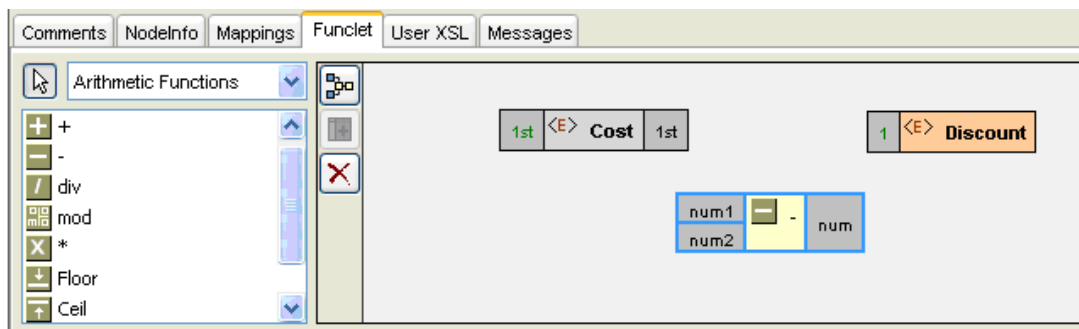 Comments NodeInfo Mappings Funclet User XSL Messages
Arithmetic Functions
+
-
div
mod
*
Floor
Ceil
1st <E> Cost 1st
1 <E> Discount
num1
num2
- num